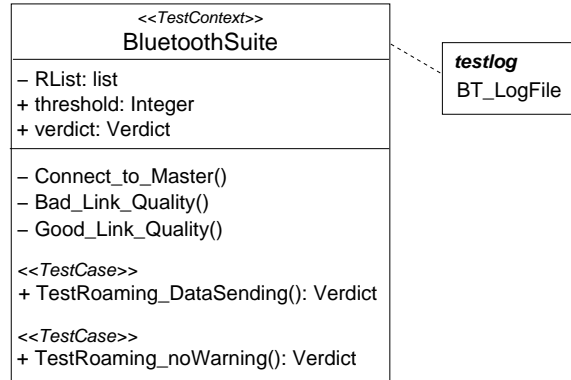 <<TestContext>>
BluetoothSuite
– RList: list
+ threshold: Integer
+ verdict: Verdict
– Connect_to_Master()
– Bad_Link_Quality()
– Good_Link_Quality()
<<TestCase>>
+ TestRoaming_DataSending(): Verdict
<<TestCase>>
+ TestRoaming_noWarning(): Verdict
testlog
BT_LogFile